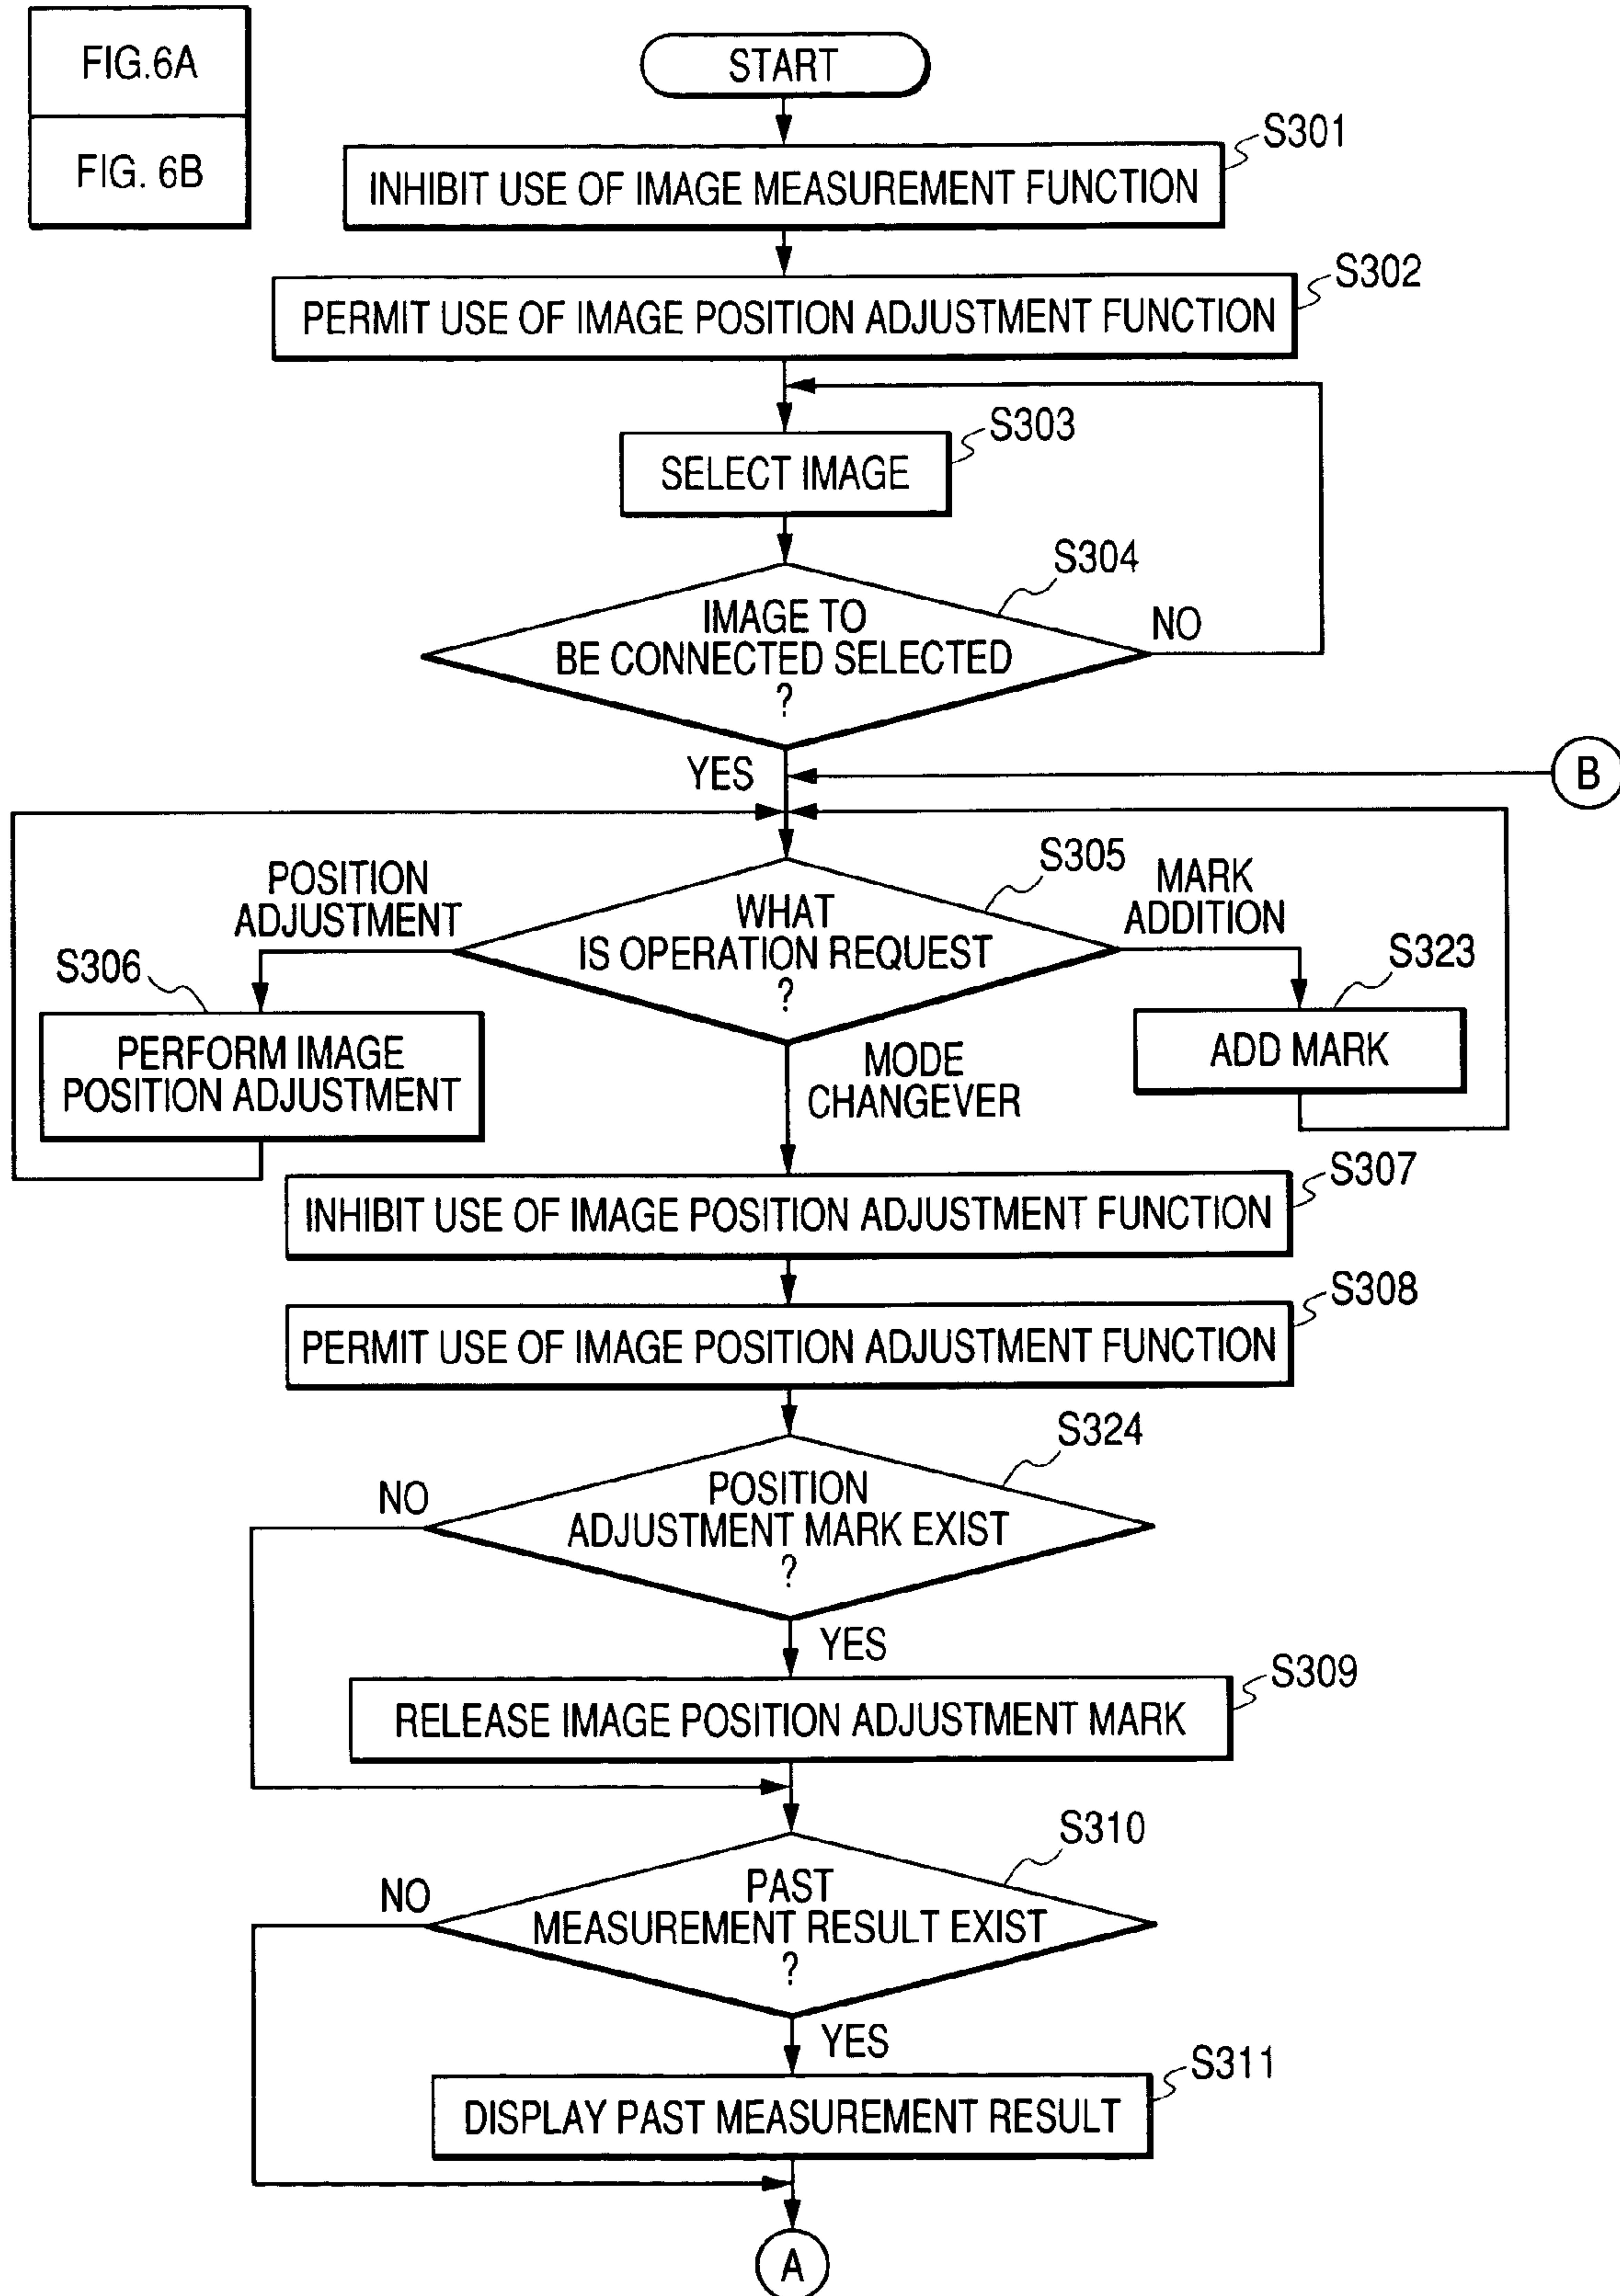 FIG.6A
FIG. 6B
START
S301
INHIBIT USE OF IMAGE MEASUREMENT FUNCTION
S302
PERMIT USE OF IMAGE POSITION ADJUSTMENT FUNCTION
S303
SELECT IMAGE
S304
IMAGE TO
BE CONNECTED SELECTED
?
NO
YES
B
S305
WHAT
IS OPERATION REQUEST
?
POSITION
ADJUSTMENT
MARK
ADDITION
S306
PERFORM IMAGE
POSITION ADJUSTMENT
S323
ADD MARK
MODE
CHANGEVER
S307
INHIBIT USE OF IMAGE POSITION ADJUSTMENT FUNCTION
S308
PERMIT USE OF IMAGE POSITION ADJUSTMENT FUNCTION
S324
POSITION
ADJUSTMENT MARK EXIST
?
NO
YES
S309
RELEASE IMAGE POSITION ADJUSTMENT MARK
S310
PAST
MEASUREMENT RESULT EXIST
?
NO
YES
S311
DISPLAY PAST MEASUREMENT RESULT
A